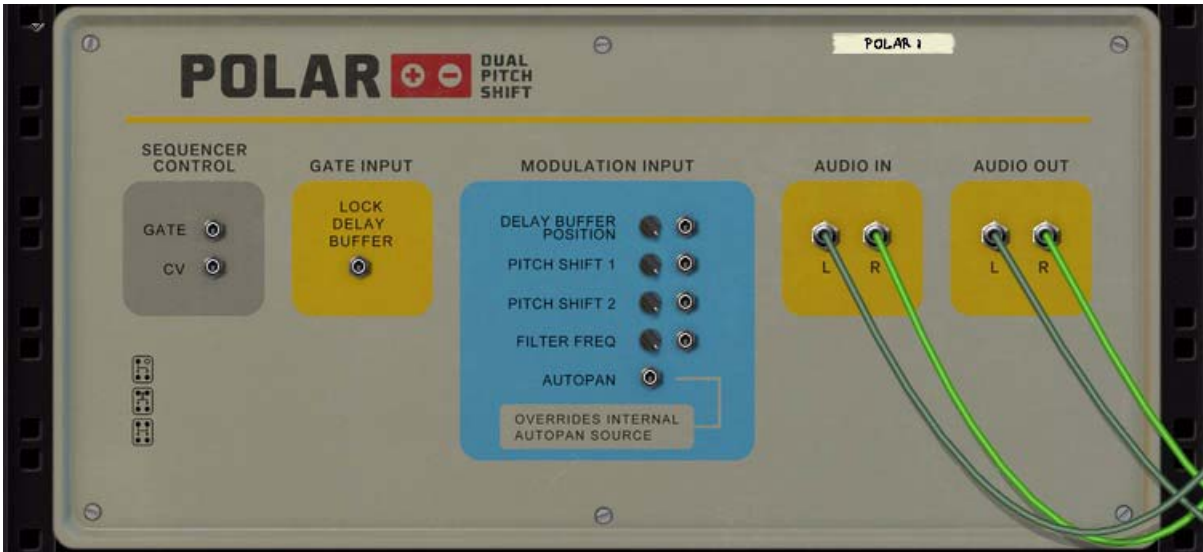 POLAR
DUAL
PITCH
SHIFT
POLAR 1
SEQUENCER
CONTROL
GATE
CV
GATE INPUT
LOCK
DELAY
BUFFER
MODULATION INPUT
DELAY BUFFER
POSITION
PITCH SHIFT 1
PITCH SHIFT 2
FILTER FREQ
AUTOPAN
OVERRIDES INTERNAL
AUTOPAN SOURCE
AUDIO IN
L R
AUDIO OUT
L R